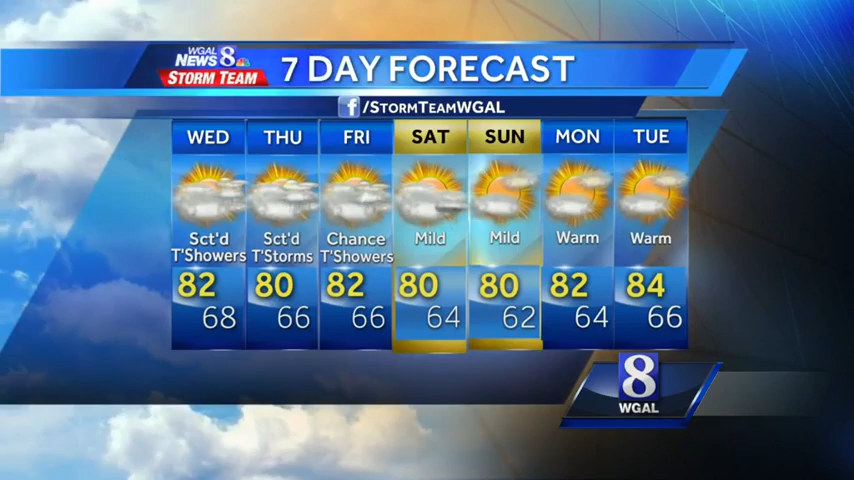 WGAL
NEWS 8
STORM TEAM
7 DAY FORECAST
f/STORMTEAMWGAL
WED THU FRI SAT SUN MON TUE
Sct'd T'Showers Sct'd T'Storms Chance T'Showers Mild Mild Warm Warm
82 80 82 80 80 82 84
68 66 66 64 62 64 66
8
WGAL